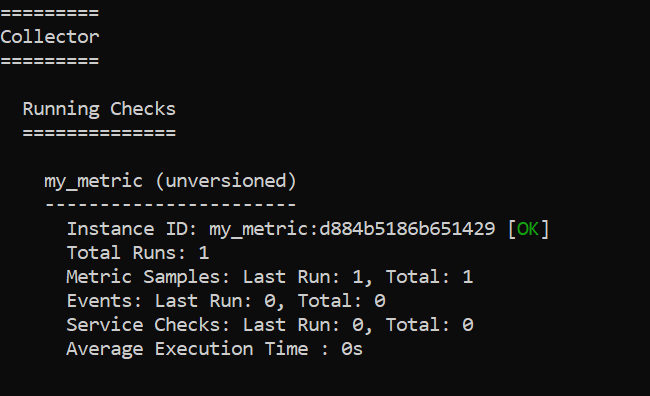 =========
Collector
=========
Running Checks
==============
my_metric (unversioned)
-----------------------
Instance ID: my_metric:d884b5186b651429 [OK]
Total Runs: 1
Metric Samples: Last Run: 1, Total: 1
Events: Last Run: 0, Total: 0
Service Checks: Last Run: 0, Total: 0
Average Execution Time : 0s